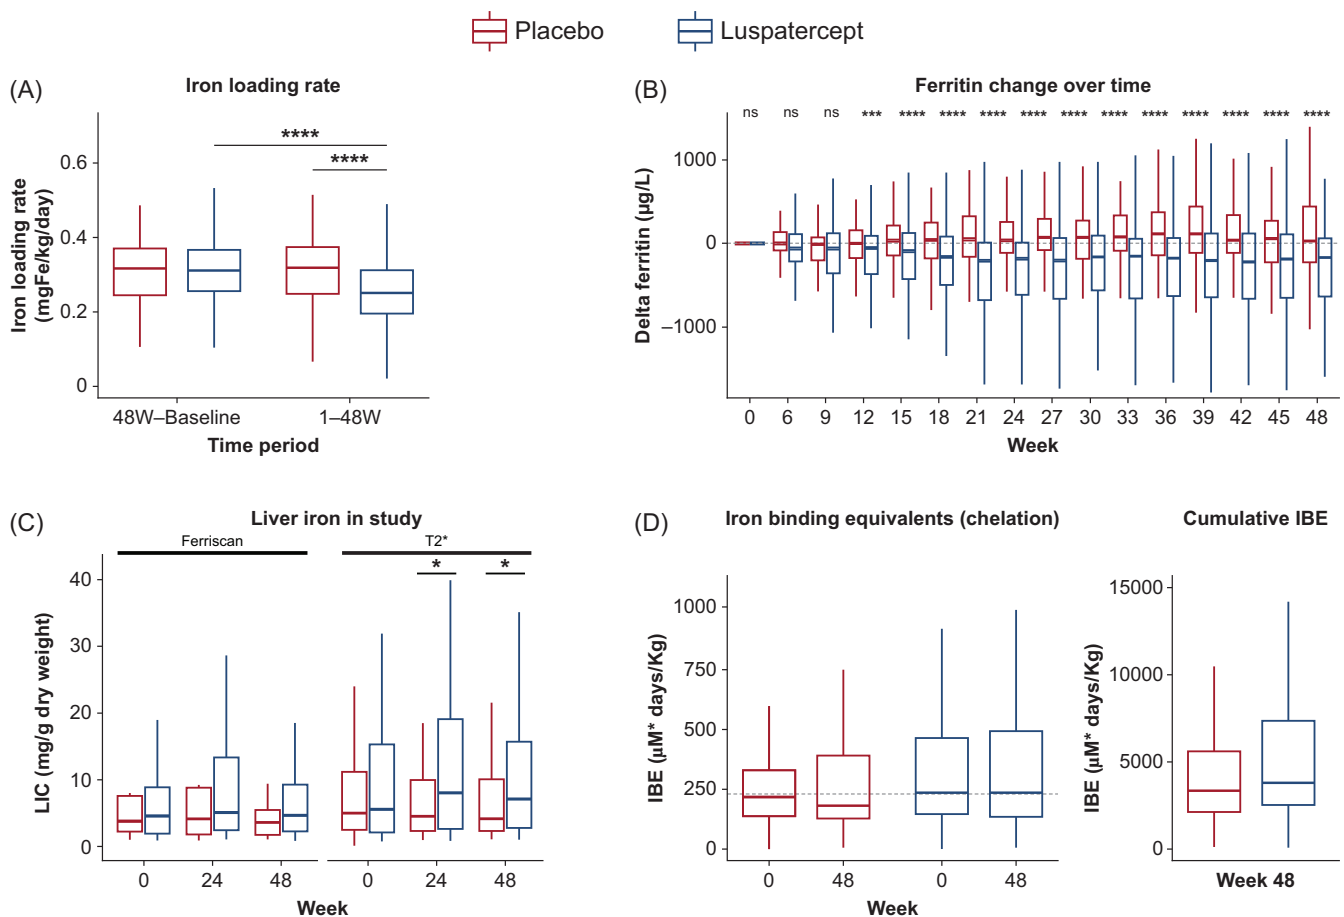 Placebo
Luspatercept
(A)
Iron loading rate
****
****
Iron loading rate
(mgFe/kg/day)
0.6
0.4
0.2
0
48W–Baseline
1–48W
Time period
(B)
Ferritin change over time
ns ns ns *** **** **** **** **** **** **** **** **** **** **** **** ****
Delta ferritin (µg/L)
1000
0
−1000
0 6 9 12 15 18 21 24 27 30 33 36 39 42 45 48
Week
(C)
Liver iron in study
Ferriscan
T2*
*
*
LIC (mg/g dry weight)
40
30
20
10
0
0 24 48 0 24 48
Week
(D)
Iron binding equivalents (chelation)
IBE (µM* days/Kg)
1000
750
500
250
0
0 48 0 48
Week
Cumulative IBE
IBE (µM* days/Kg)
15000
10000
5000
0
Week 48